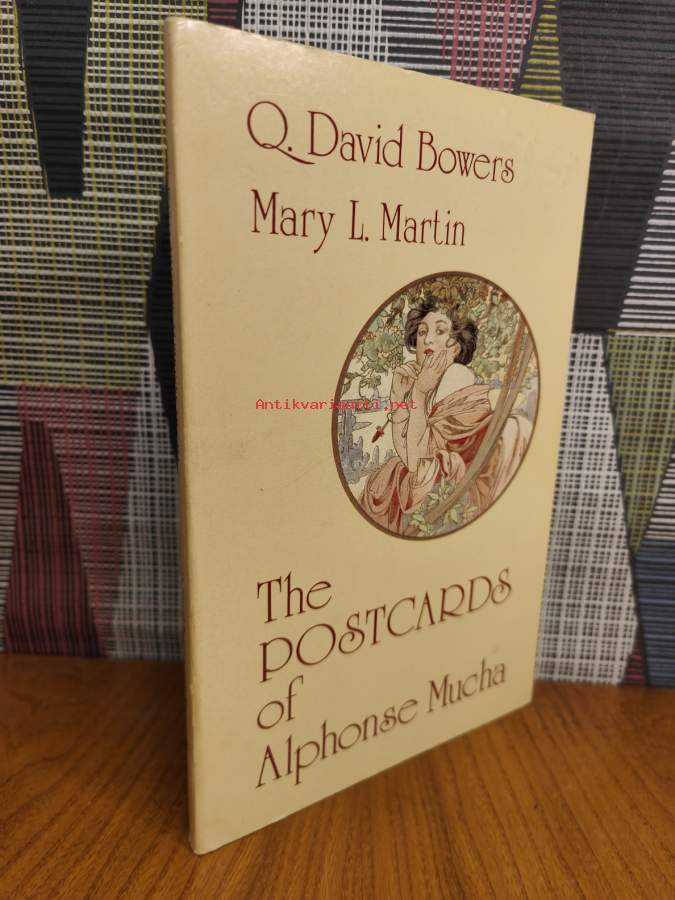 Q. David Bowers
Mary L. Martin
Antikvariaatti.net
The
POSTCARDS
of
Alphonse Mucha